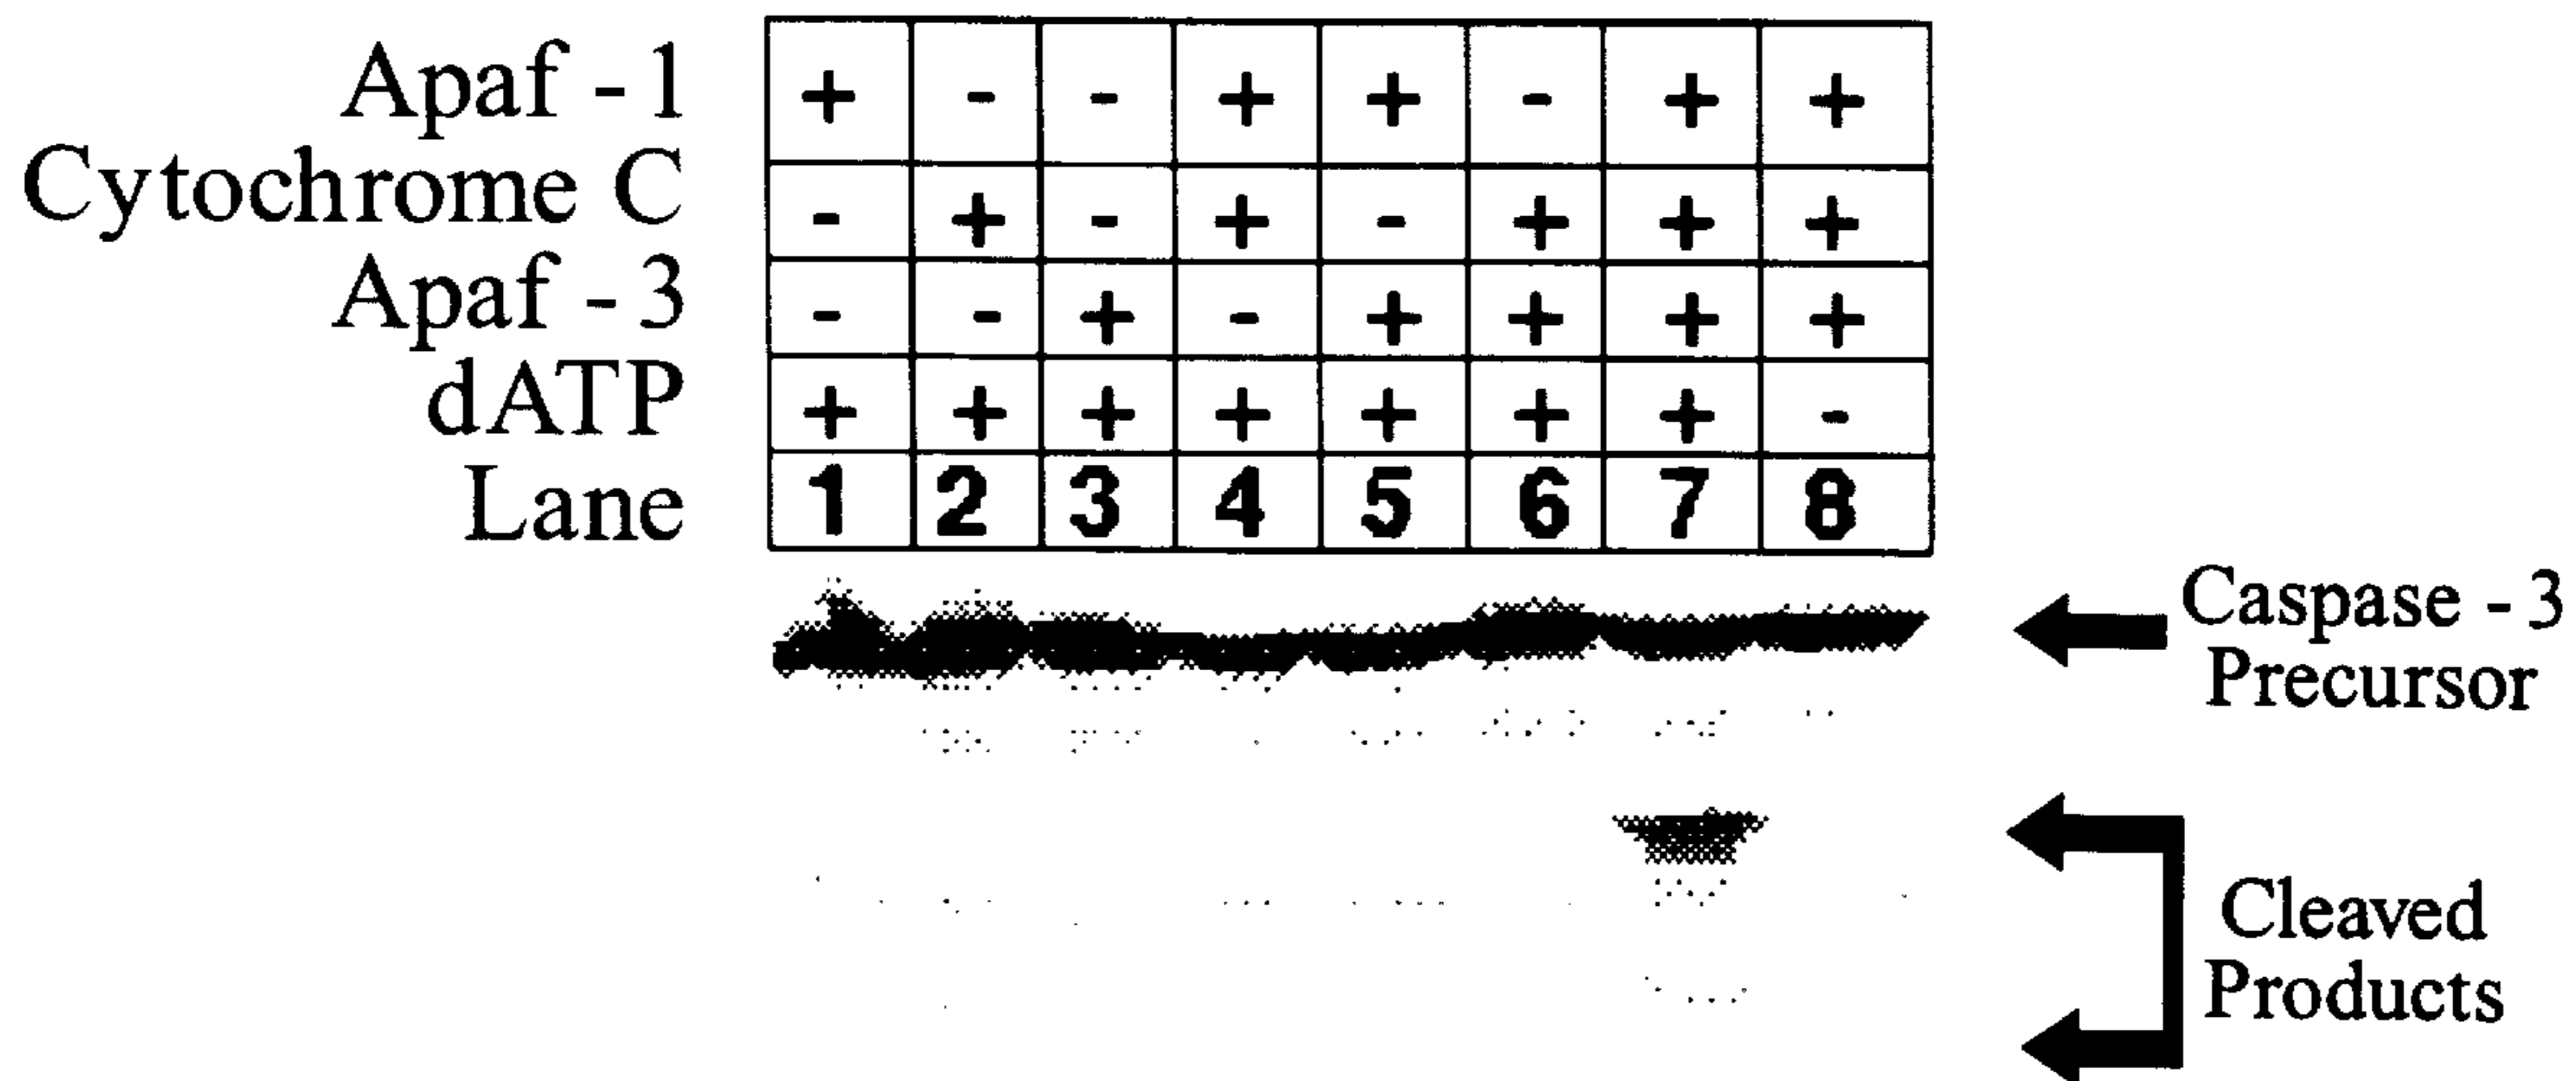 Apaf - 1 + - - + + - + +
Cytochrome C - + - + - + + +
Apaf - 3 - - + - + + + +
dATP + + + + + + + -
Lane 1 2 3 4 5 6 7 8
Caspase - 3
Precursor
Cleaved
Products